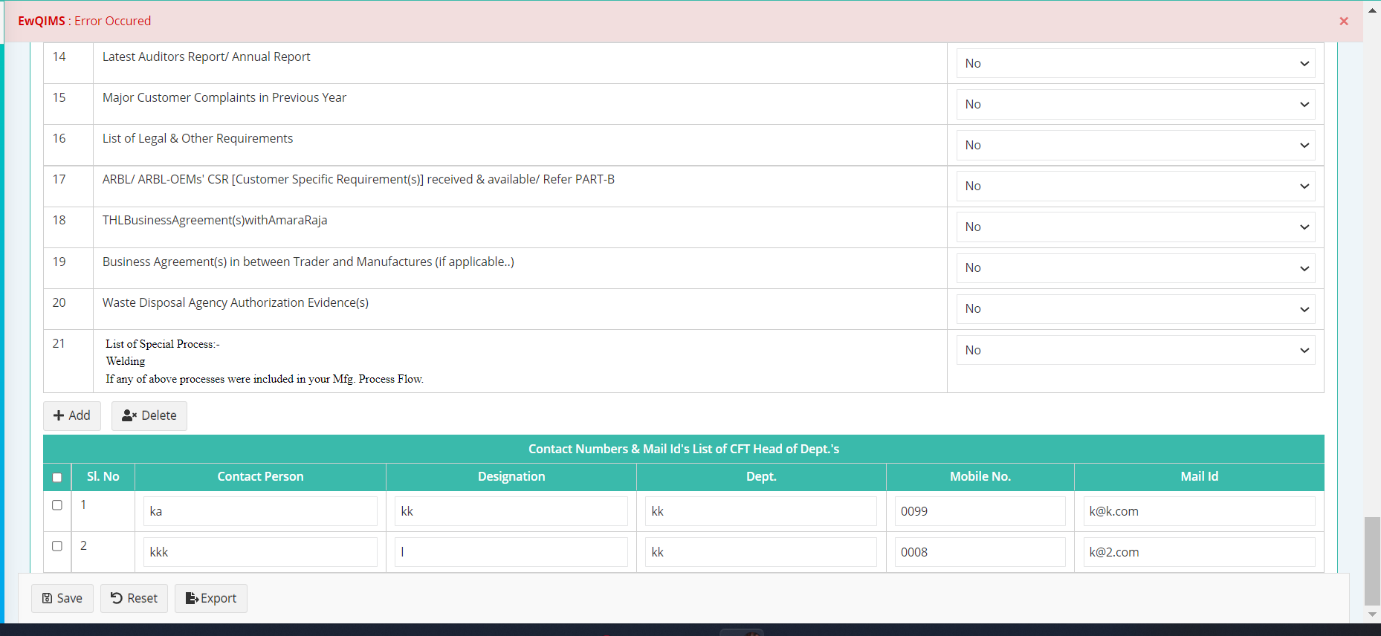 EwQIMS : Error Occured
14 Latest Auditors Report/ Annual Report No
15 Major Customer Complaints in Previous Year No
16 List of Legal & Other Requirements No
17 ARBL/ ARBL-OEMs' CSR [Customer Specific Requirement(s)] received & available/ Refer PART-B No
18 THLBusinessAgreement(s)withAmaraRaja No
19 Business Agreement(s) in between Trader and Manufactures (if applicable..) No
20 Waste Disposal Agency Authorization Evidence(s) No
21 List of Special Process:- No
Welding
If any of above processes were included in your Mfg. Process Flow.
Add Delete
Contact Numbers & Mail Id's List of CFT Head of Dept.'s
Sl. No Contact Person Designation Dept. Mobile No. Mail Id
1 ka kk kk 0099 k@k.com
2 kkk l kk 0008 k@2.com
Save Reset Export